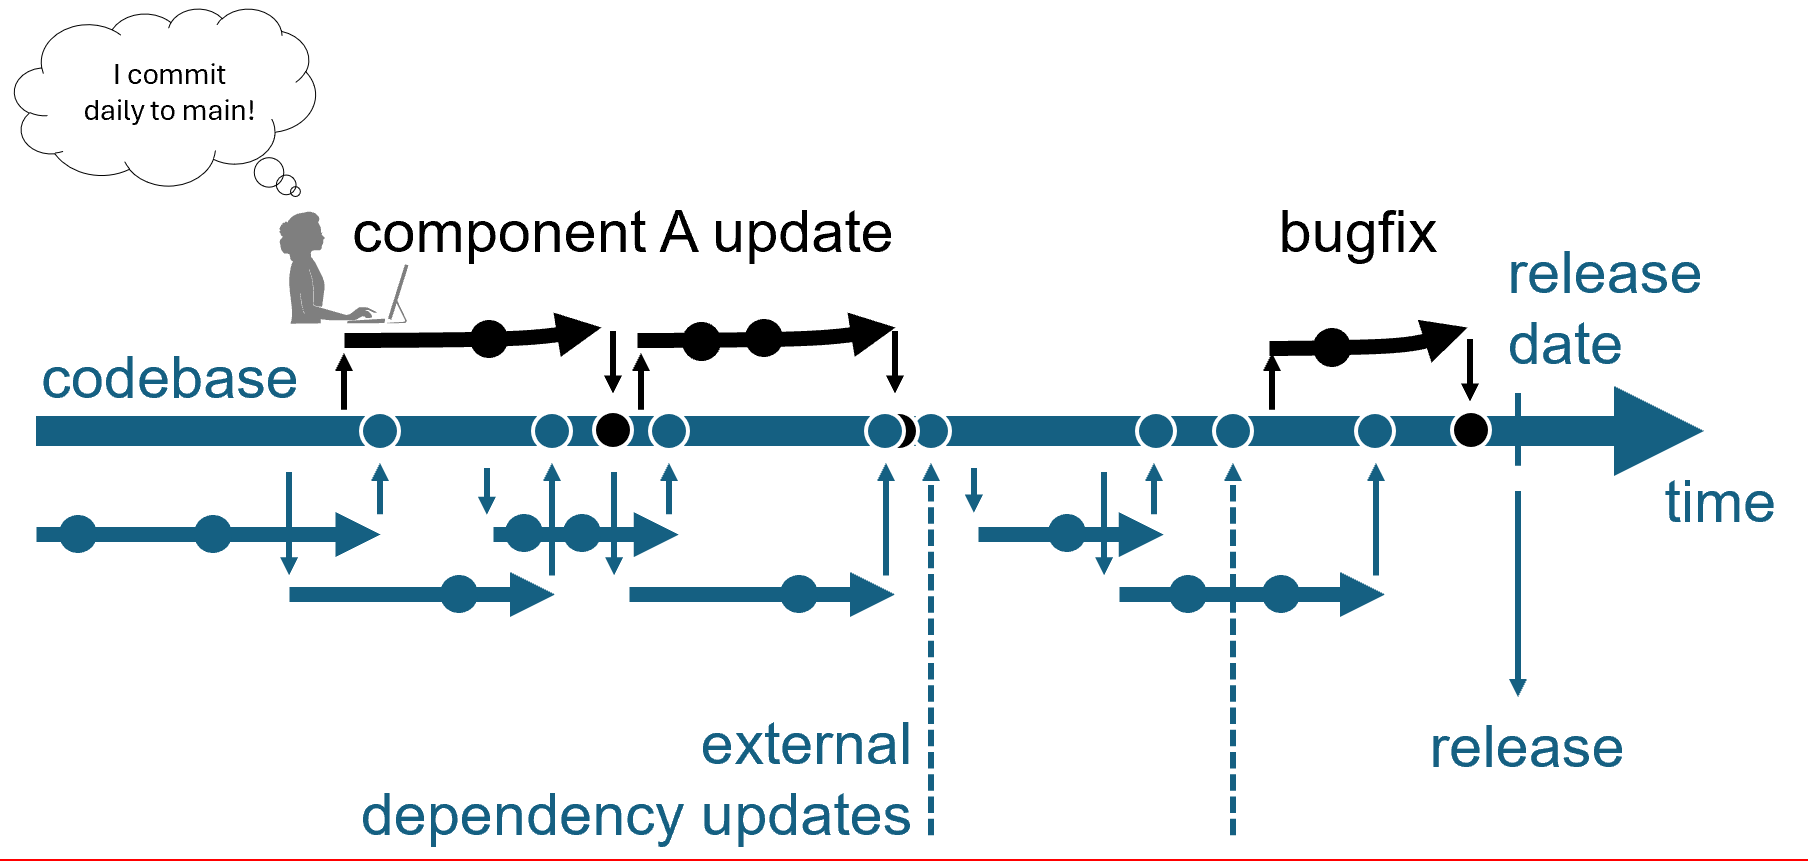 I commit
daily to main!
component A update
bugfix
release
date
codebase
time
external
dependency updates
release